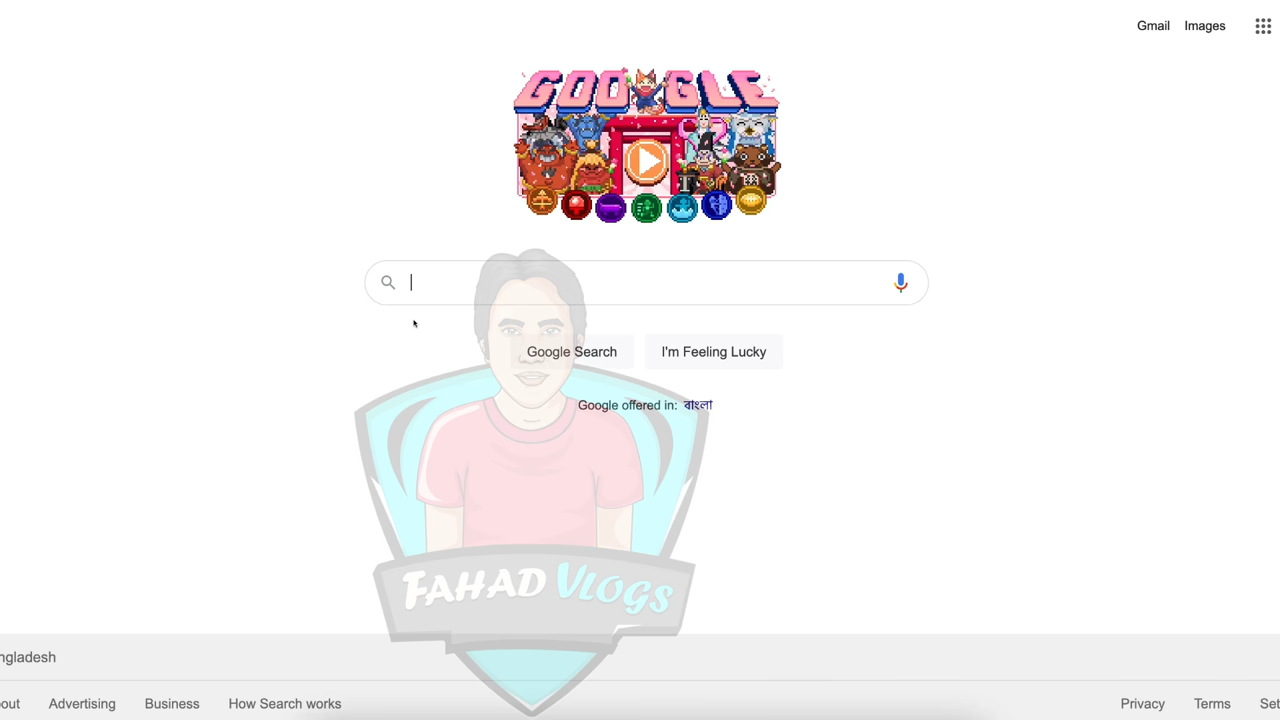 Gmail Images
GOOGLE
Google Search I'm Feeling Lucky
Google offered in: বাংলা
FAHAD VLOGS
ngladesh
out Advertising Business How Search works Privacy Terms Set